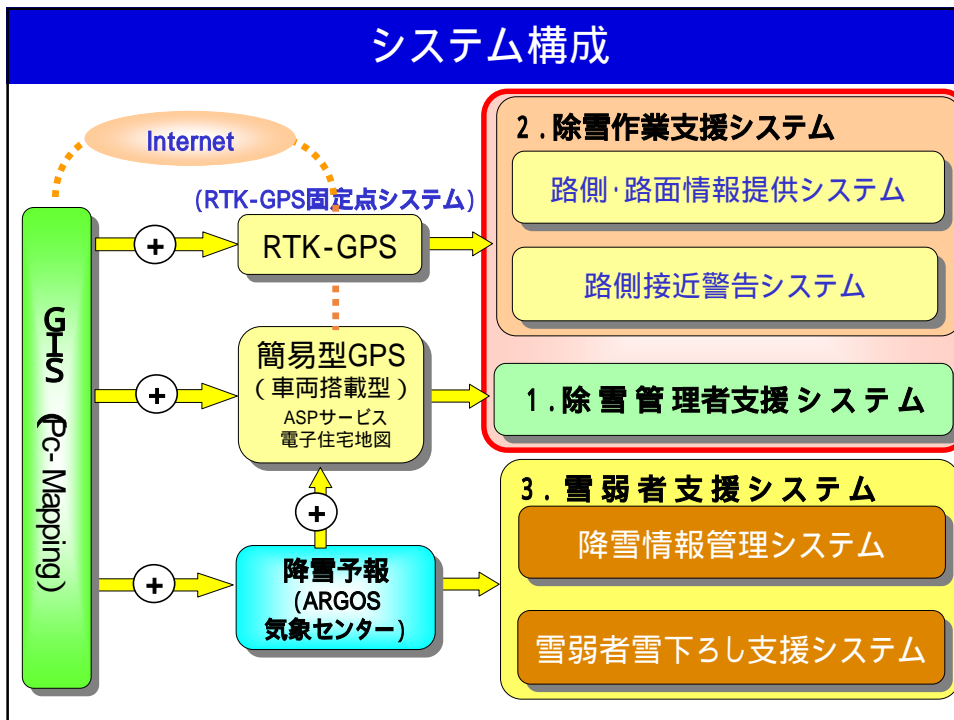 システム構成
Internet
(RTK-GPS固定点システム)
GIS (Pc-Mapping)
+
RTK-GPS
+
簡易型GPS
(車両搭載型)
ASPサービス
電子住宅地図
+
+
降雪予報
(ARGOS
気象センター)
2.除雪作業支援システム
路側・路面情報提供システム
路側接近警告システム
1.除雪管理者支援システム
3.雪弱者支援システム
降雪情報管理システム
雪弱者雪下ろし支援システム